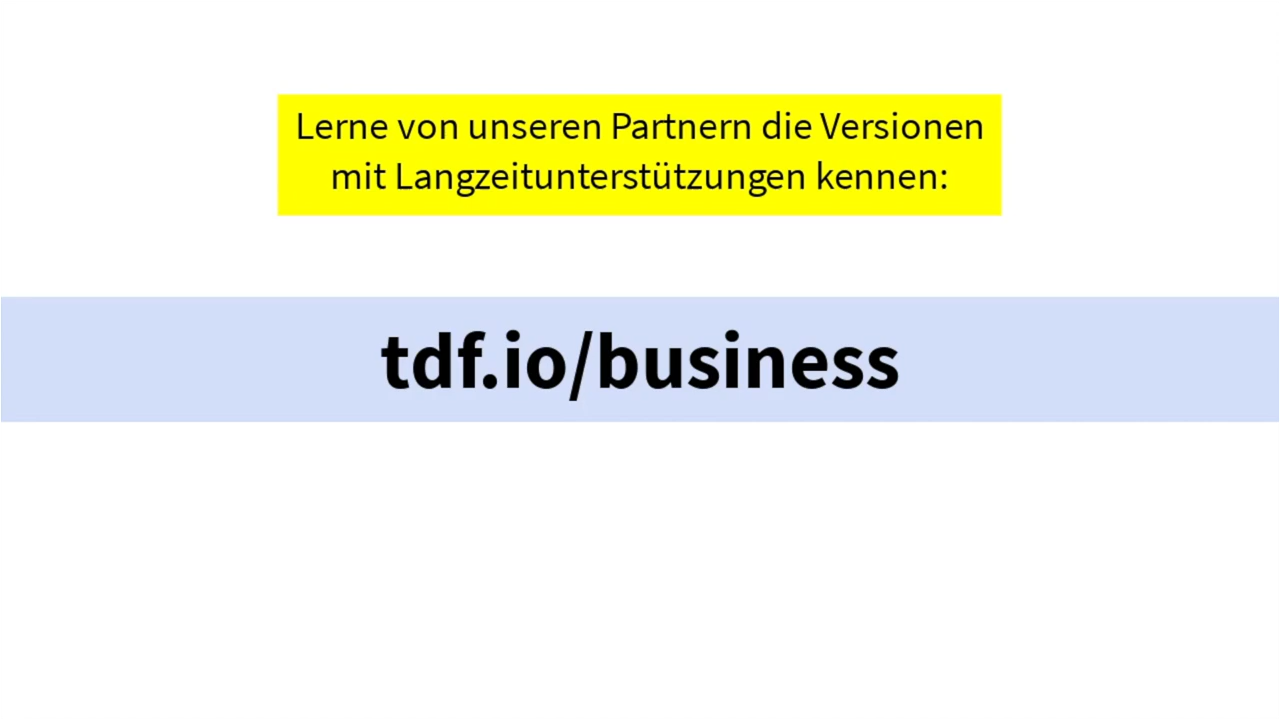 Lerne von unseren Partnern die Versionen
mit Langzeitunterstützungen kennen:
tdf.io/business